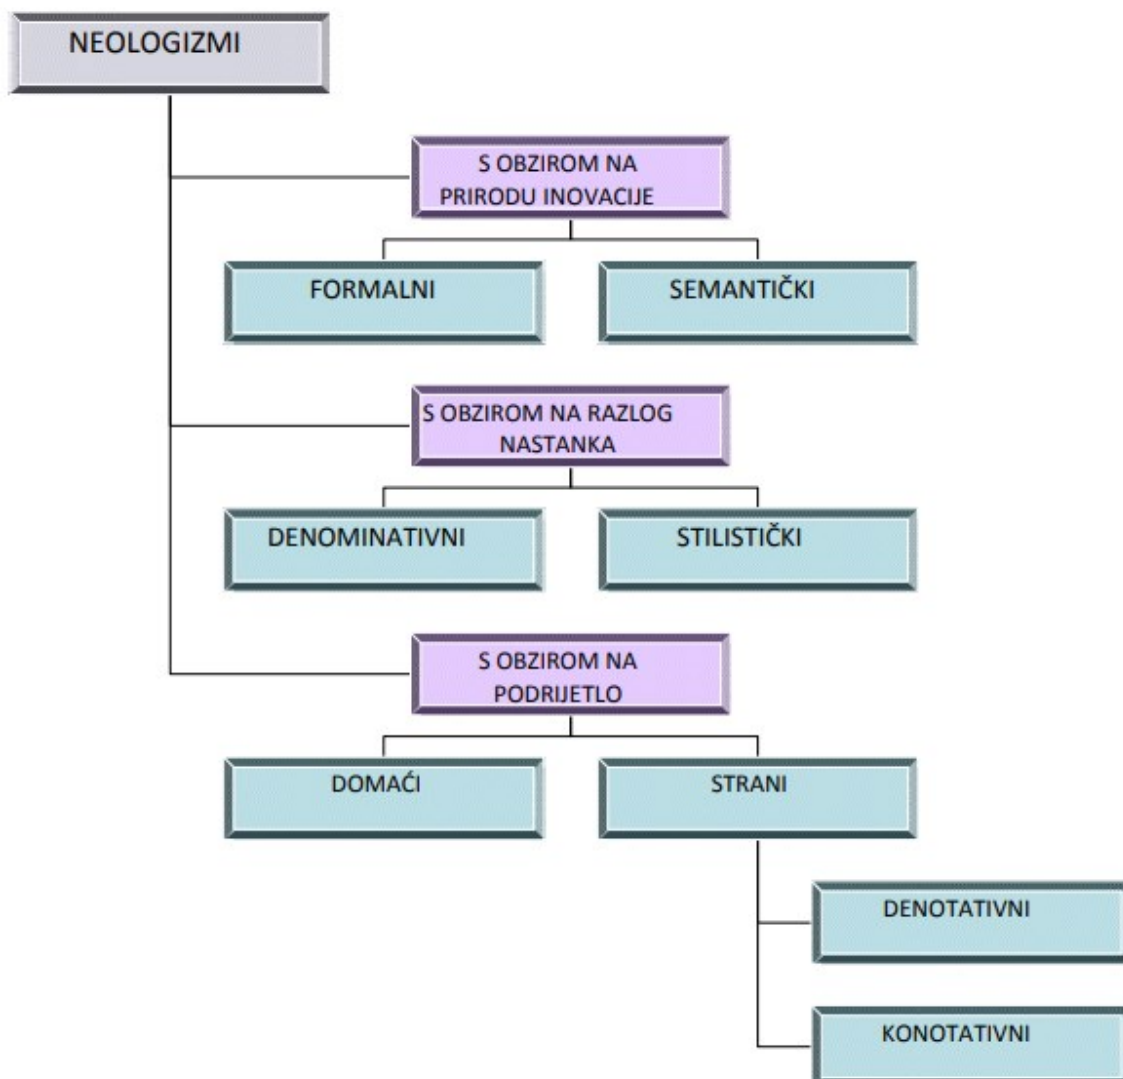 NEOLOGIZMI
S OBZIROM NA
PRIRODU INOVACIJE
FORMALNI
SEMANTIČKI
S OBZIROM NA RAZLOG
NASTANKA
DENOMINATIVNI
STILISTIČKI
S OBZIROM NA
PODRIJETLO
DOMAĆI
STRANI
DENOTATIVNI
KONOTATIVNI